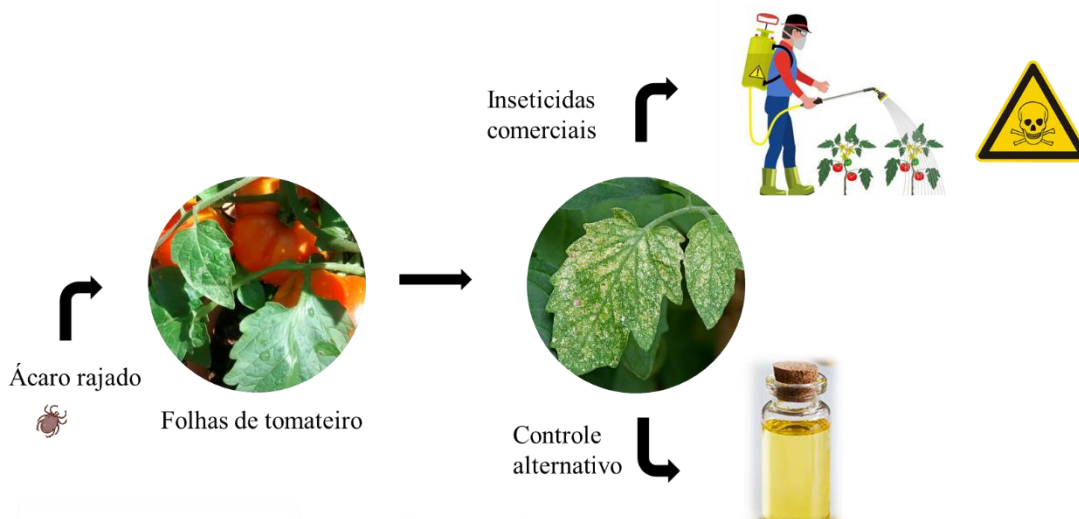 Inseticidas
comerciais
Ácaro rajado
Folhas de tomateiro
Controle
alternativo